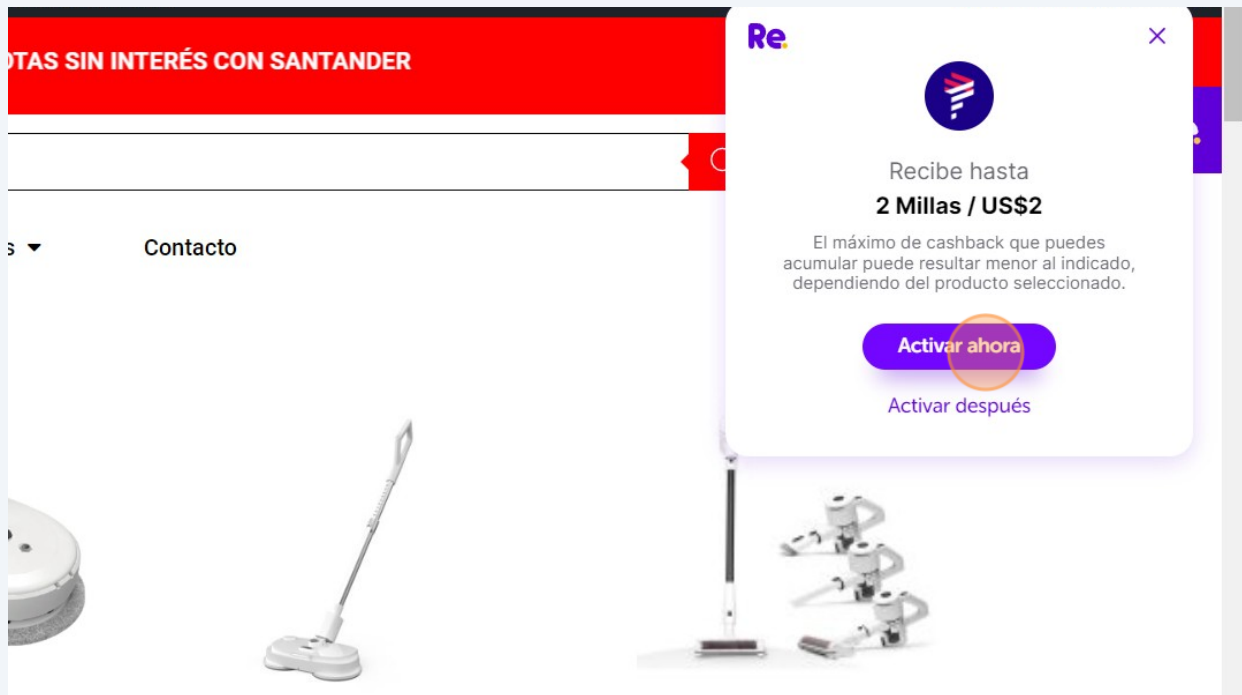 OTAS SIN INTERÉS CON SANTANDER
Re.
Recibe hasta
2 Millas / US$2
El máximo de cashback que puedes
acumular puede resultar menor al indicado,
dependiendo del producto seleccionado.
Contacto
Activar ahora
Activar después